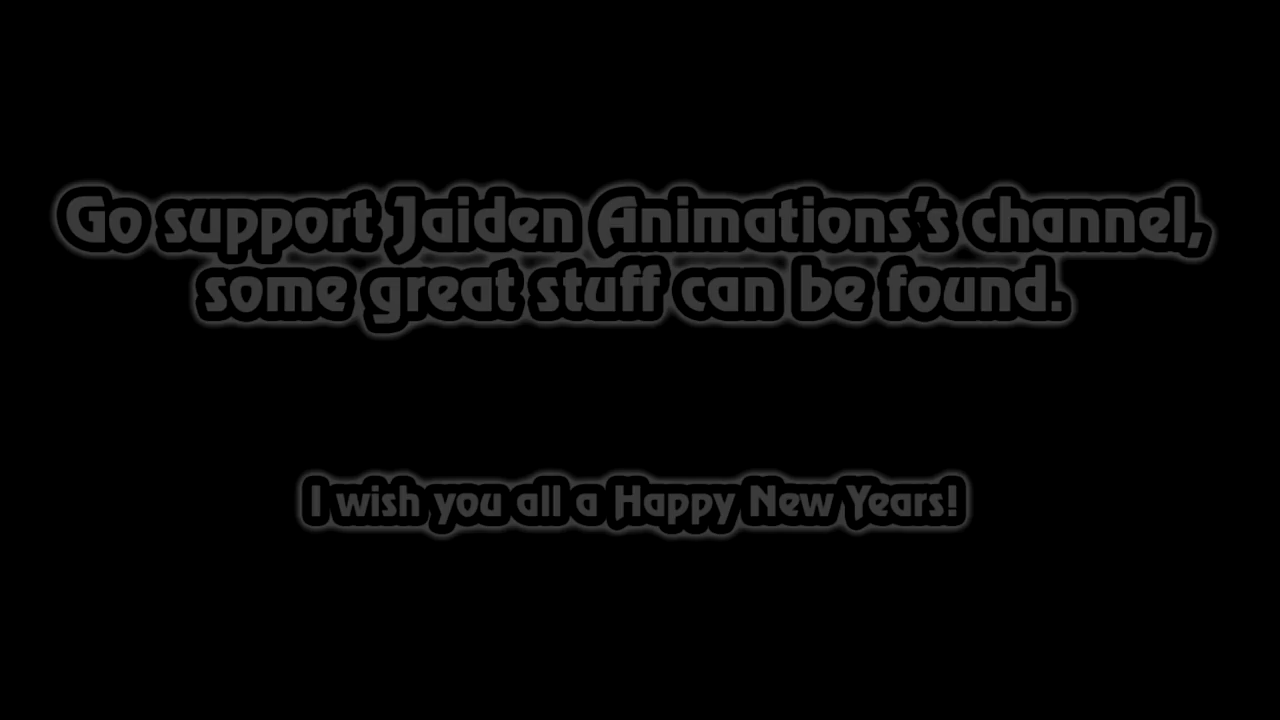 Go support Jaiden Animations’s channel,
some great stuff can be found.
I wish you all a Happy New Years!